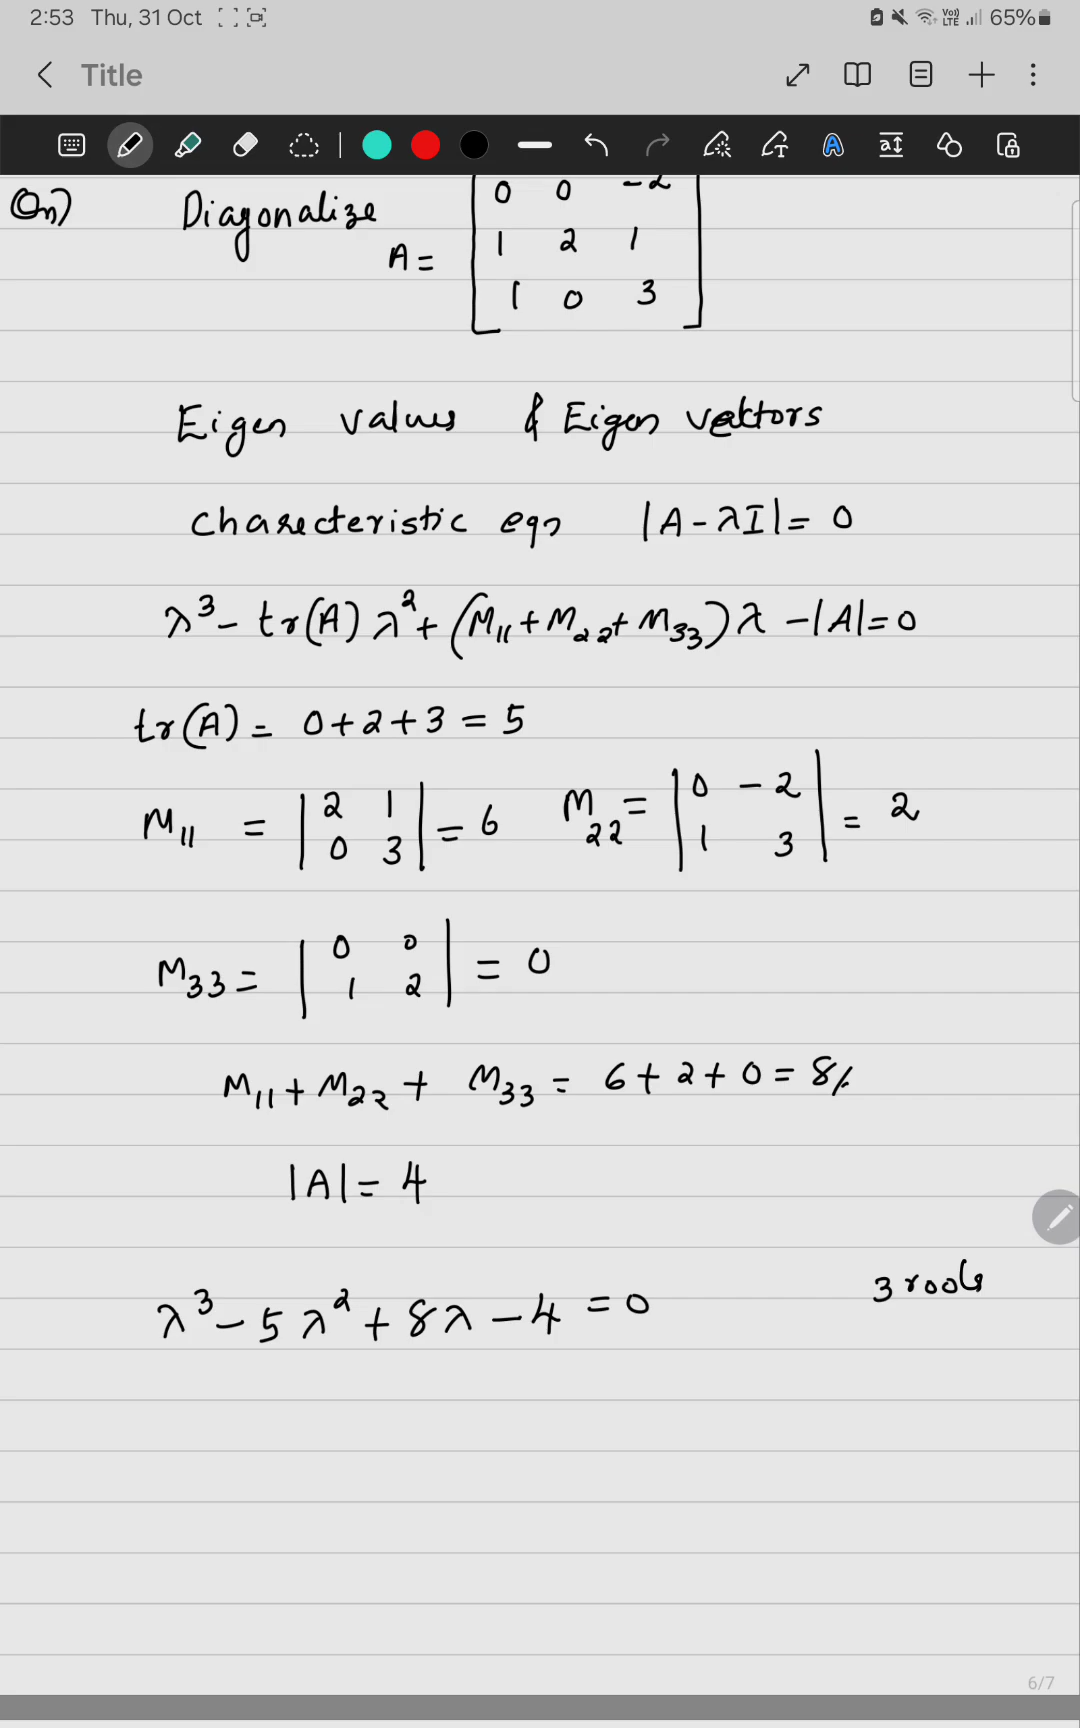 2:53 Thu, 31 Oct 65%
Title
Qn) Diagonalize A = [0 0 -2
1 2 1
1 0 3]
Eigen values & Eigen vectors
charecteristic eqn |A - λI| = 0
λ³ - tr(A) λ² + (M₁₁ + M₂₂ + M₃₃) λ - |A| = 0
tr(A) = 0 + 2 + 3 = 5
M₁₁ = |2 1
0 3| = 6 M₂₂ = |0 -2
1 3| = 2
M₃₃ = |0 0
1 2| = 0
M₁₁ + M₂₂ + M₃₃ = 6 + 2 + 0 = 8
|A| = 4
λ³ - 5λ² + 8λ - 4 = 0 3 roots
6/7